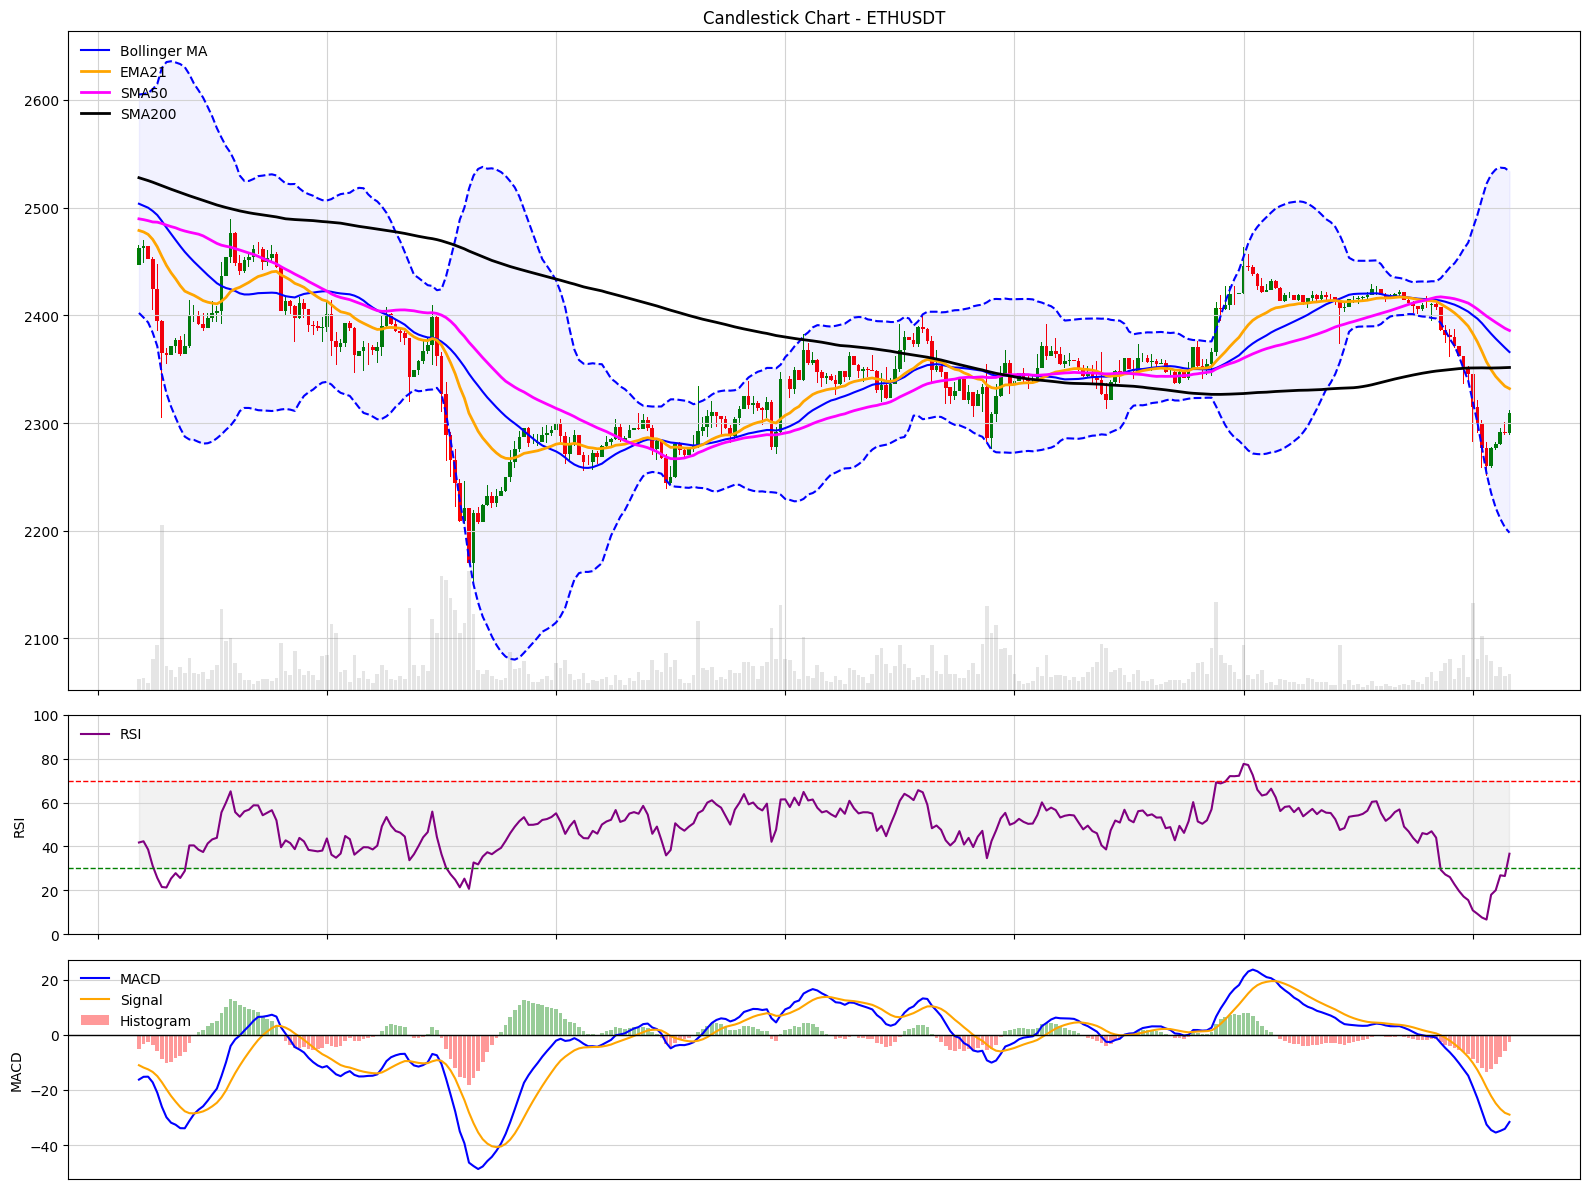 Candlestick Chart - ETHUSDT
Bollinger MA
EMA21
SMA50
SMA200
2600
2500
2400
2300
2200
2100
RSI
100
80
60
40
20
0
RSI
MACD
Signal
Histogram
20
0
−20
−40
MACD